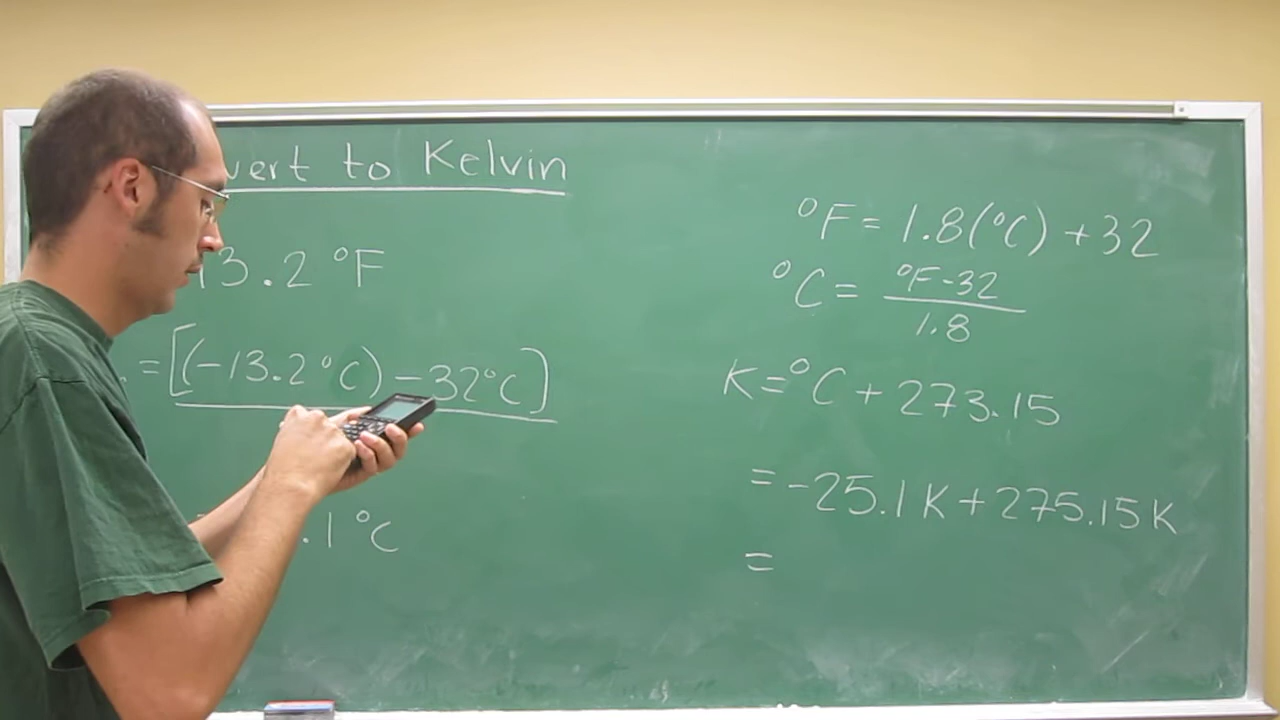 vert to Kelvin
13.2 °F
= [(-13.2 °C) - 32 °C]
.1 °C
°F = 1.8(°C) + 32
°C = °F - 32
1.8
K = °C + 273.15
= -25.1 K + 275.15 K
=